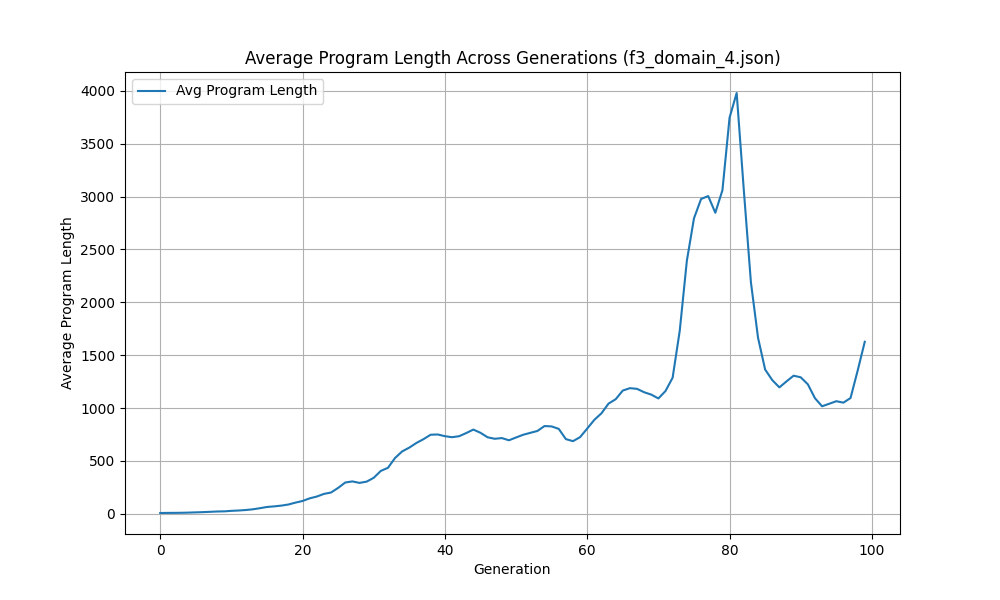 Average Program Length Across Generations (f3_domain_4.json)
Avg Program Length
Average Program Length
4000
3500
3000
2500
2000
1500
1000
500
0
0 20 40 60 80 100
Generation